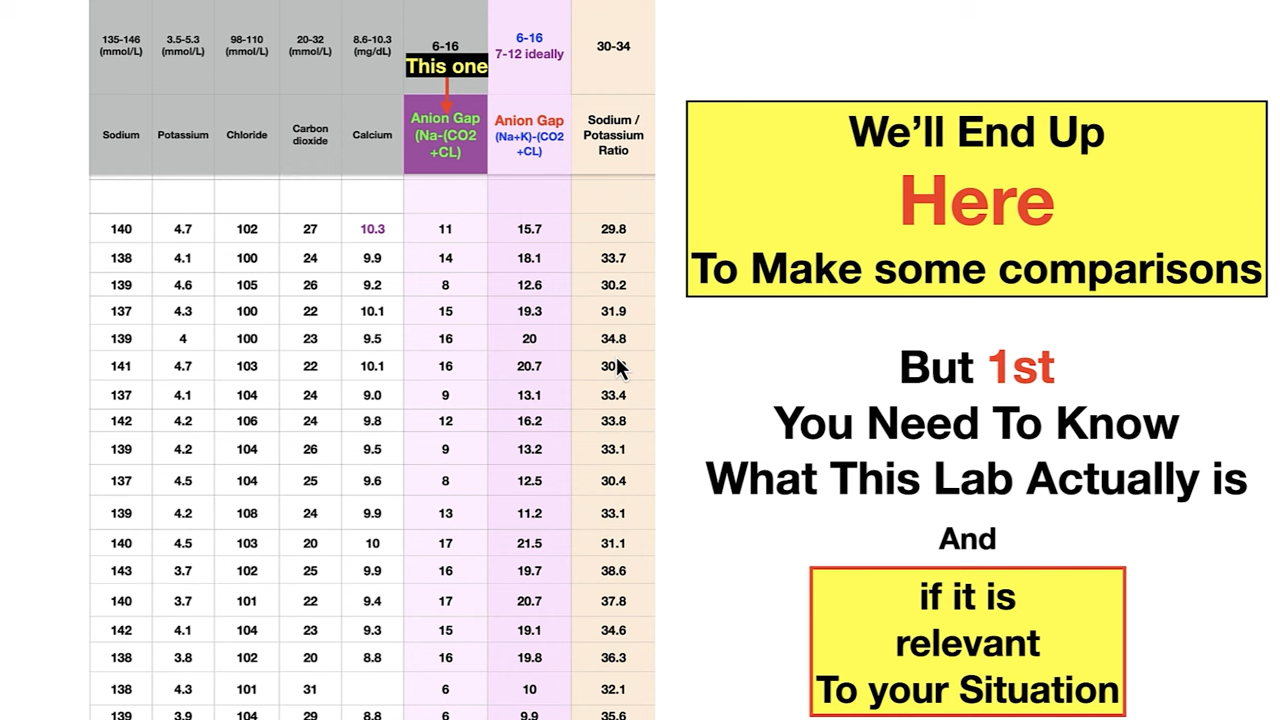 135-146 3.5-5.3 98-110 20-32 8.6-10.3 6-16 6-16 30-34
(mmol/L) (mmol/L) (mmol/L) (mmol/L) (mg/dL) This one 7-12 ideally
Sodium Potassium Chloride Carbon dioxide Calcium Anion Gap (Na-(CO2 +CL) Anion Gap (Na+K)-(CO2 +CL) Sodium / Potassium Ratio
140 4.7 102 27 10.3 11 15.7 29.8
138 4.1 100 24 9.9 14 18.1 33.7
139 4.6 105 26 9.2 8 12.6 30.2
137 4.3 100 22 10.1 15 19.3 31.9
139 4 100 23 9.5 16 20 34.8
141 4.7 103 22 10.1 16 20.7
137 4.1 104 24 9.0 9 13.1 33.4
142 4.2 106 24 9.8 12 16.2 33.8
139 4.2 104 26 9.5 9 13.2 33.1
137 4.5 104 25 9.6 8 12.5 30.4
139 4.2 108 24 9.9 13 11.2 33.1
140 4.5 103 20 10 17 21.5 31.1
143 3.7 102 25 9.9 16 19.7 38.6
140 3.7 101 22 9.4 17 20.7 37.8
142 4.1 104 23 9.3 15 19.1 34.6
138 3.8 102 20 8.8 16 19.8 36.3
138 4.3 101 31 6 10 32.1
139 3.9 104 29 8.8 6 9.9 35.6
We'll End Up
Here
To Make some comparisons
But 1st
You Need To Know
What This Lab Actually is
And
if it is
relevant
To your Situation